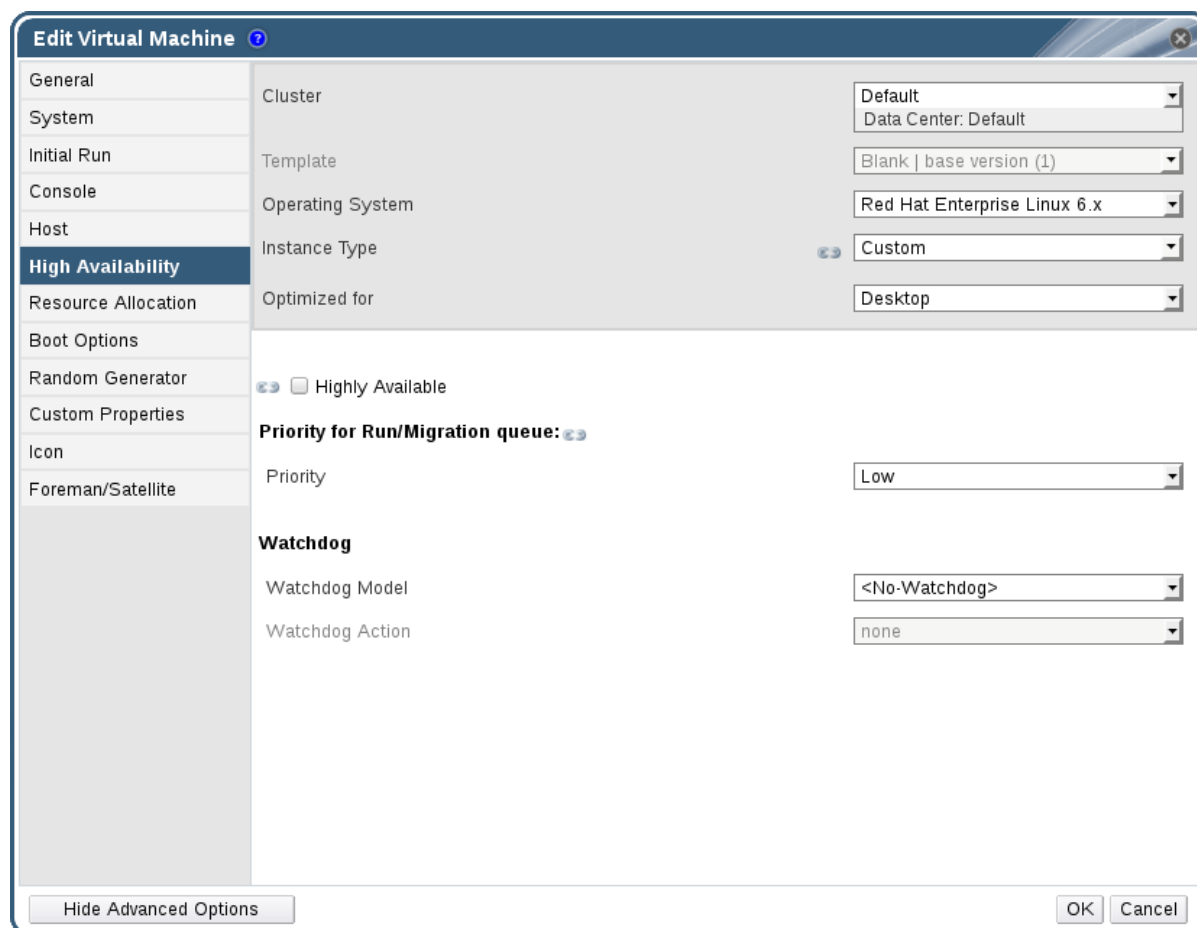 Edit Virtual Machine ?
General
System
Initial Run
Console
Host
High Availability
Resource Allocation
Boot Options
Random Generator
Custom Properties
Icon
Foreman/Satellite
Cluster Default
Data Center: Default
Template Blank | base version (1)
Operating System Red Hat Enterprise Linux 6.x
Instance Type Custom
Optimized for Desktop
Highly Available
Priority for Run/Migration queue:
Priority Low
Watchdog
Watchdog Model <No-Watchdog>
Watchdog Action none
Hide Advanced Options OK Cancel